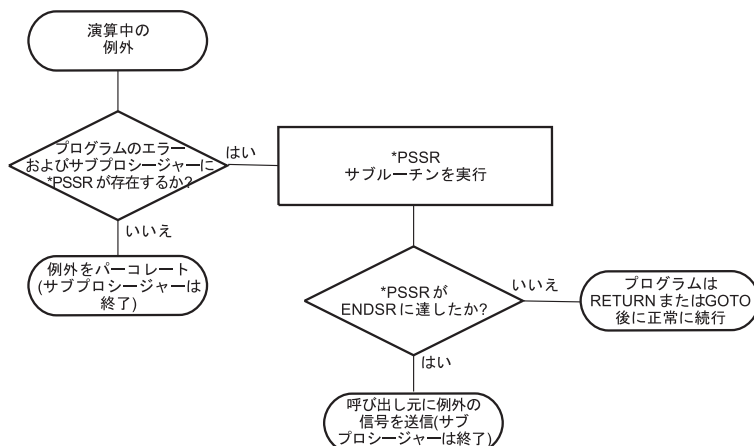 演算中の
例外
プログラムのエラー
およびサブプロシージャーに
*PSSR が存在するか?
はい
*PSSR
サブルーチンを実行
いいえ
例外をパーコレート
(サブプロシージャーは
終了)
*PSSR が
ENDSR に達したか?
いいえ
プログラムは
RETURN またはGOTO
後に正常に続行
はい
呼び出し元に例外の
信号を送信(サブ
プロシージャーは終了)